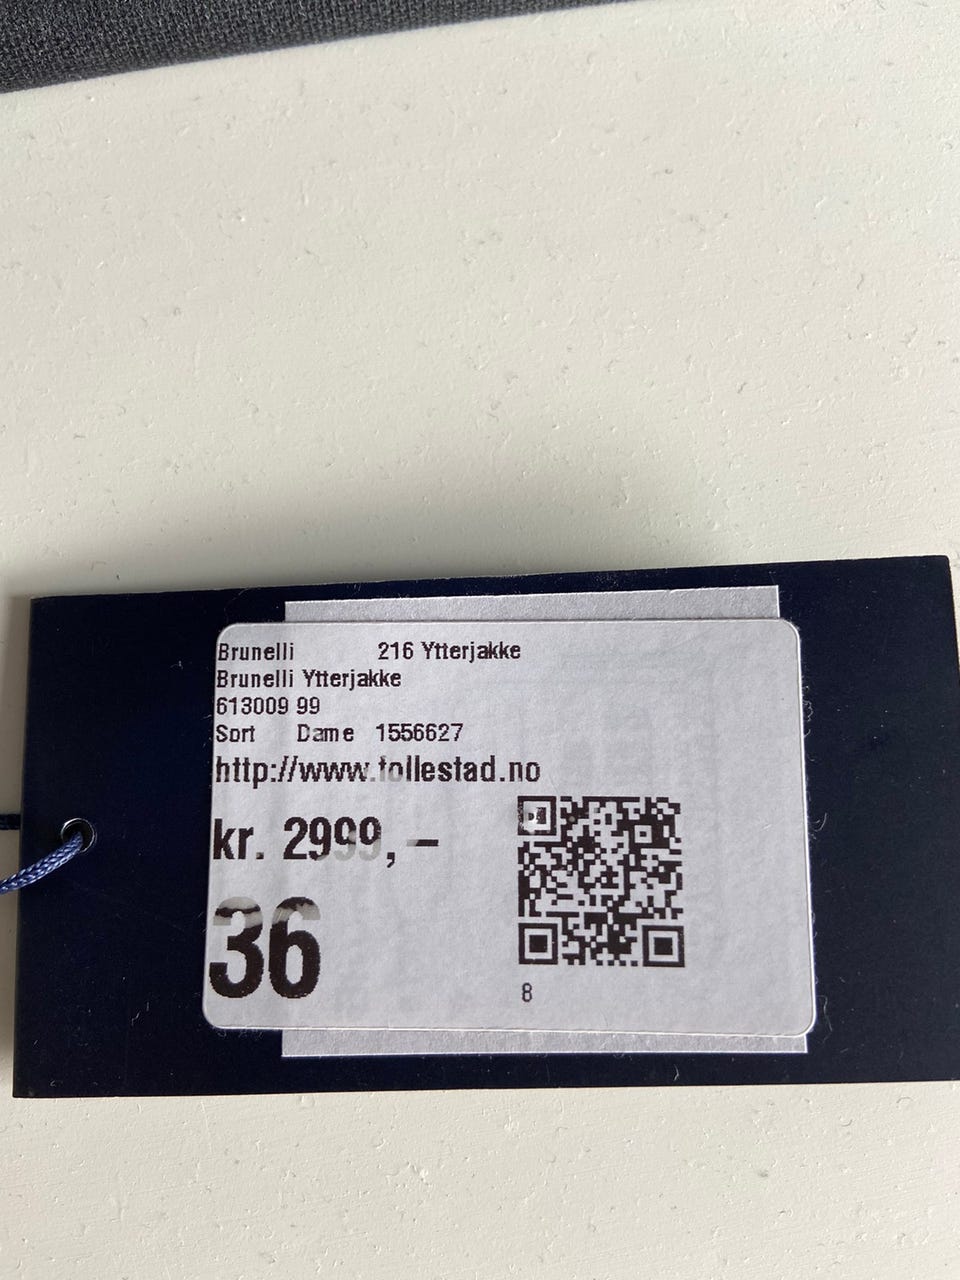 Brunelli 216 Ytterjakke
Brunelli Ytterjakke
613009 99
Sort Dame 1556627
http://www.tollestad.no
kr. 2999,–
36
8